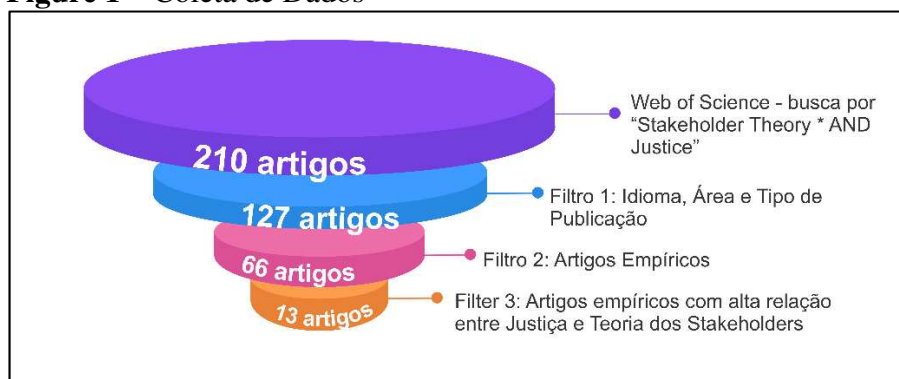 Figure 1 – Coleta de Dados
Web of Science - busca por
“Stakeholder Theory * AND
Justice”
210 artigos
Filtro 1: Idioma, Área e Tipo de
Publicação
127 artigos
Filtro 2: Artigos Empíricos
66 artigos
Filter 3: Artigos empíricos com alta relação
entre Justiça e Teoria dos Stakeholders
13 artigos